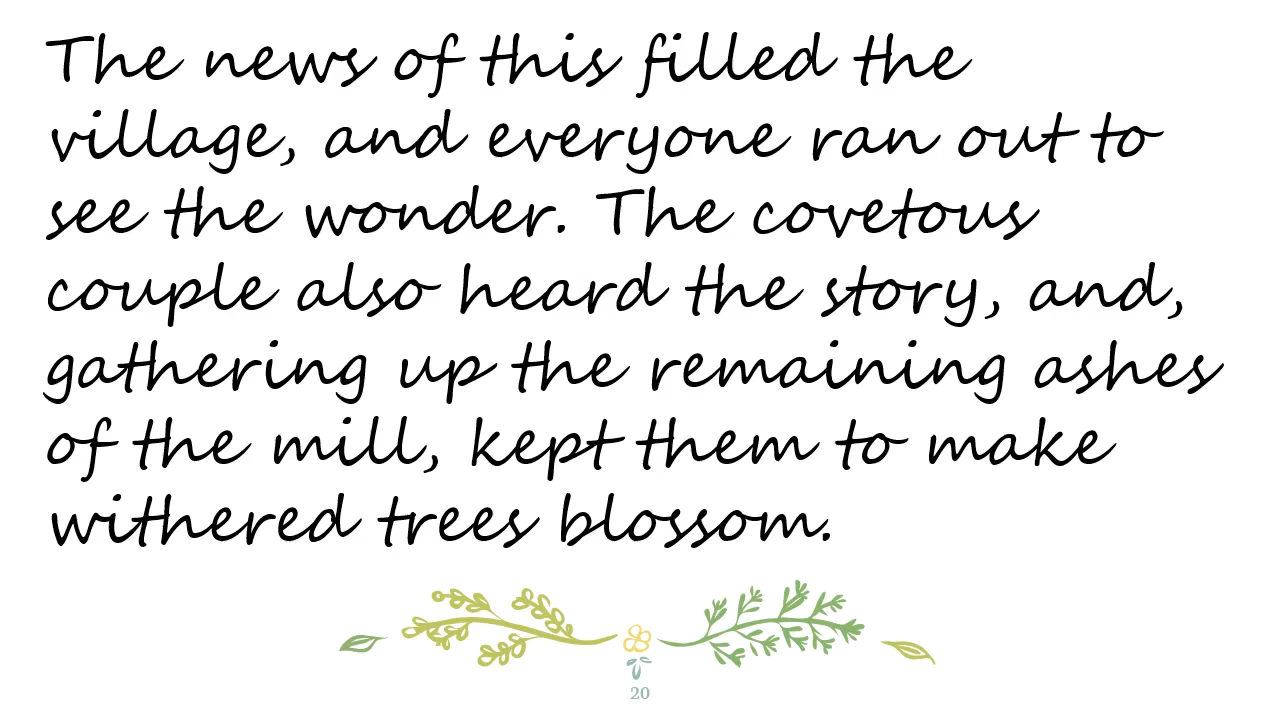 The news of this filled the
village, and everyone ran out to
see the wonder. The covetous
couple also heard the story, and,
gathering up the remaining ashes
of the mill, kept them to make
withered trees blossom.
20